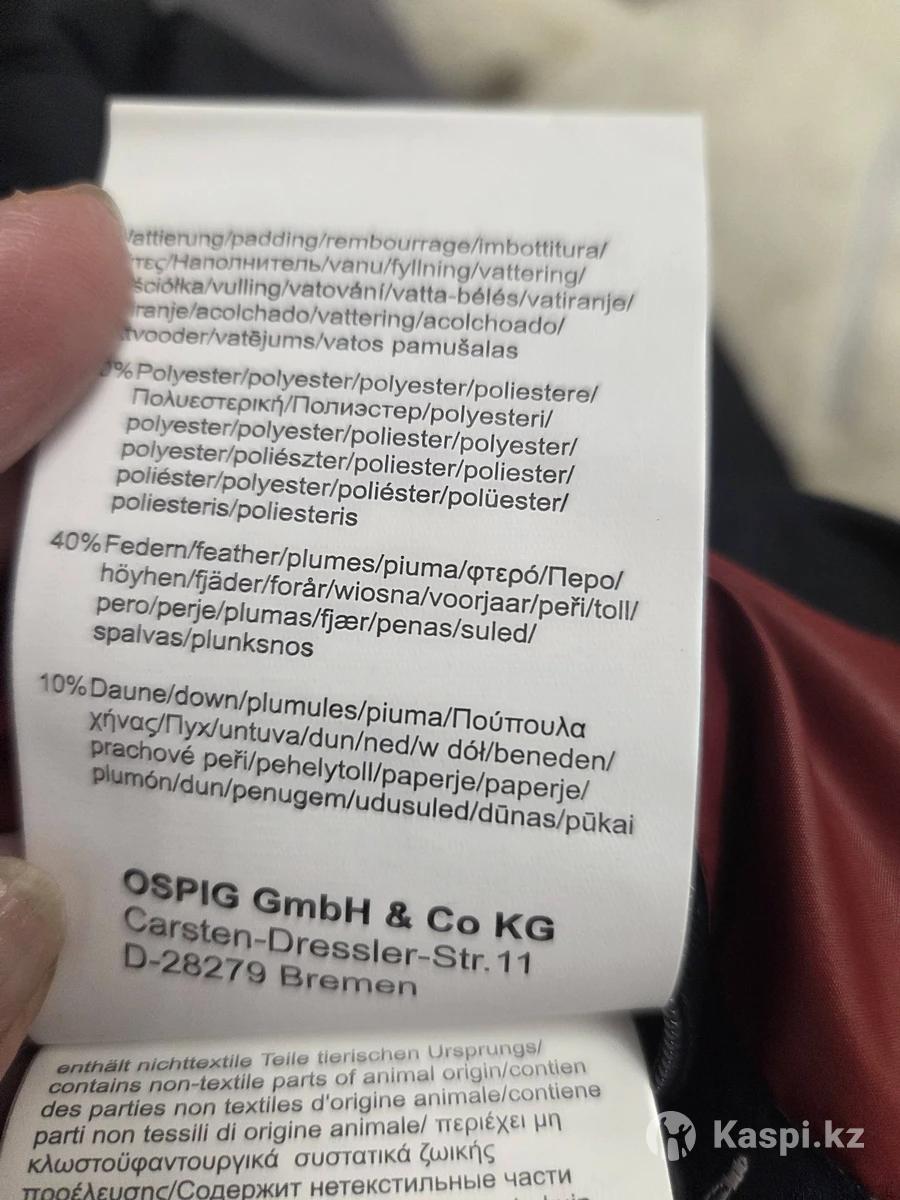 /padding/rembourrage/imbottitura/
/Наполнитель/vanu/fyllning/vattering/
/vulling/vatování/vatta-bélés/vatiranje/
/acolchado/vattering/acolchoado/
/vatējums/vatos pamušalas
Polyester/polyester/polyester/poliestere/
Πολυεστερική/Полиэстер/polyesteri/
polyester/polyester/poliester/polyester/
polyester/poliészter/poliester/poliester/
poliéster/polyester/poliéster/polüester/
poliesteris/poliesteris
40% Federn/feather/plumes/piuma/φτερό/Перо/
höyhen/fjäder/forår/wiosna/voorjaar/peři/toll/
pero/perje/plumas/fjær/penas/suled/
spalvas/plunksnos
10% Daune/down/plumules/piuma/Πούπουλα
χήνας/Пух/untuva/dun/ned/w dół/beneden/
prachové peři/pehelytoll/paperje/paperje/
plumón/dun/penugem/udusuled/dūnas/pūkai
OSPIG GmbH & Co KG
Carsten-Dressler-Str. 11
D-28279 Bremen
enthält nichttextile Teile tierischen Ursprungs/
contains non-textile parts of animal origin/contien
des parties non textiles d'origine animale/contiene
parti non tessili di origine animale/ περιέχει μη
κλωστοϋφαντουργικά συστατικά ζωικής
προέλευσης/Содержит нетекстильные части
Kaspi.kz